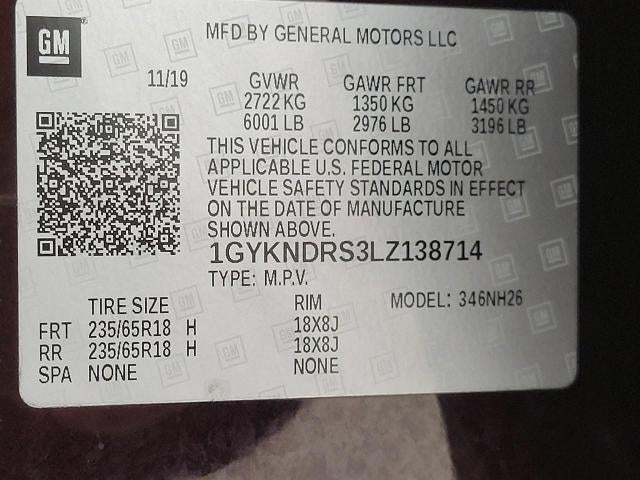 GM
MFD BY GENERAL MOTORS LLC
11/19 GVWR GAWR FRT GAWR RR
2722 KG 1350 KG 1450 KG
6001 LB 2976 LB 3196 LB
THIS VEHICLE CONFORMS TO ALL
APPLICABLE U.S. FEDERAL MOTOR
VEHICLE SAFETY STANDARDS IN EFFECT
ON THE DATE OF MANUFACTURE
SHOWN ABOVE.
1GYKNDRS3LZ138714
TYPE: M.P.V.
TIRE SIZE RIM MODEL: 346NH26
FRT 235/65R18 H 18X8J
RR 235/65R18 H 18X8J
SPA NONE NONE